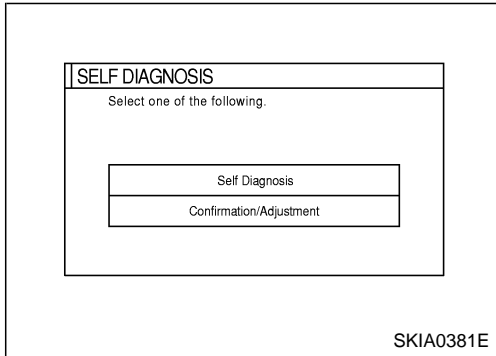 SELF DIAGNOSIS
Select one of the following.
Self Diagnosis
Confirmation/Adjustment
SKIA0381E